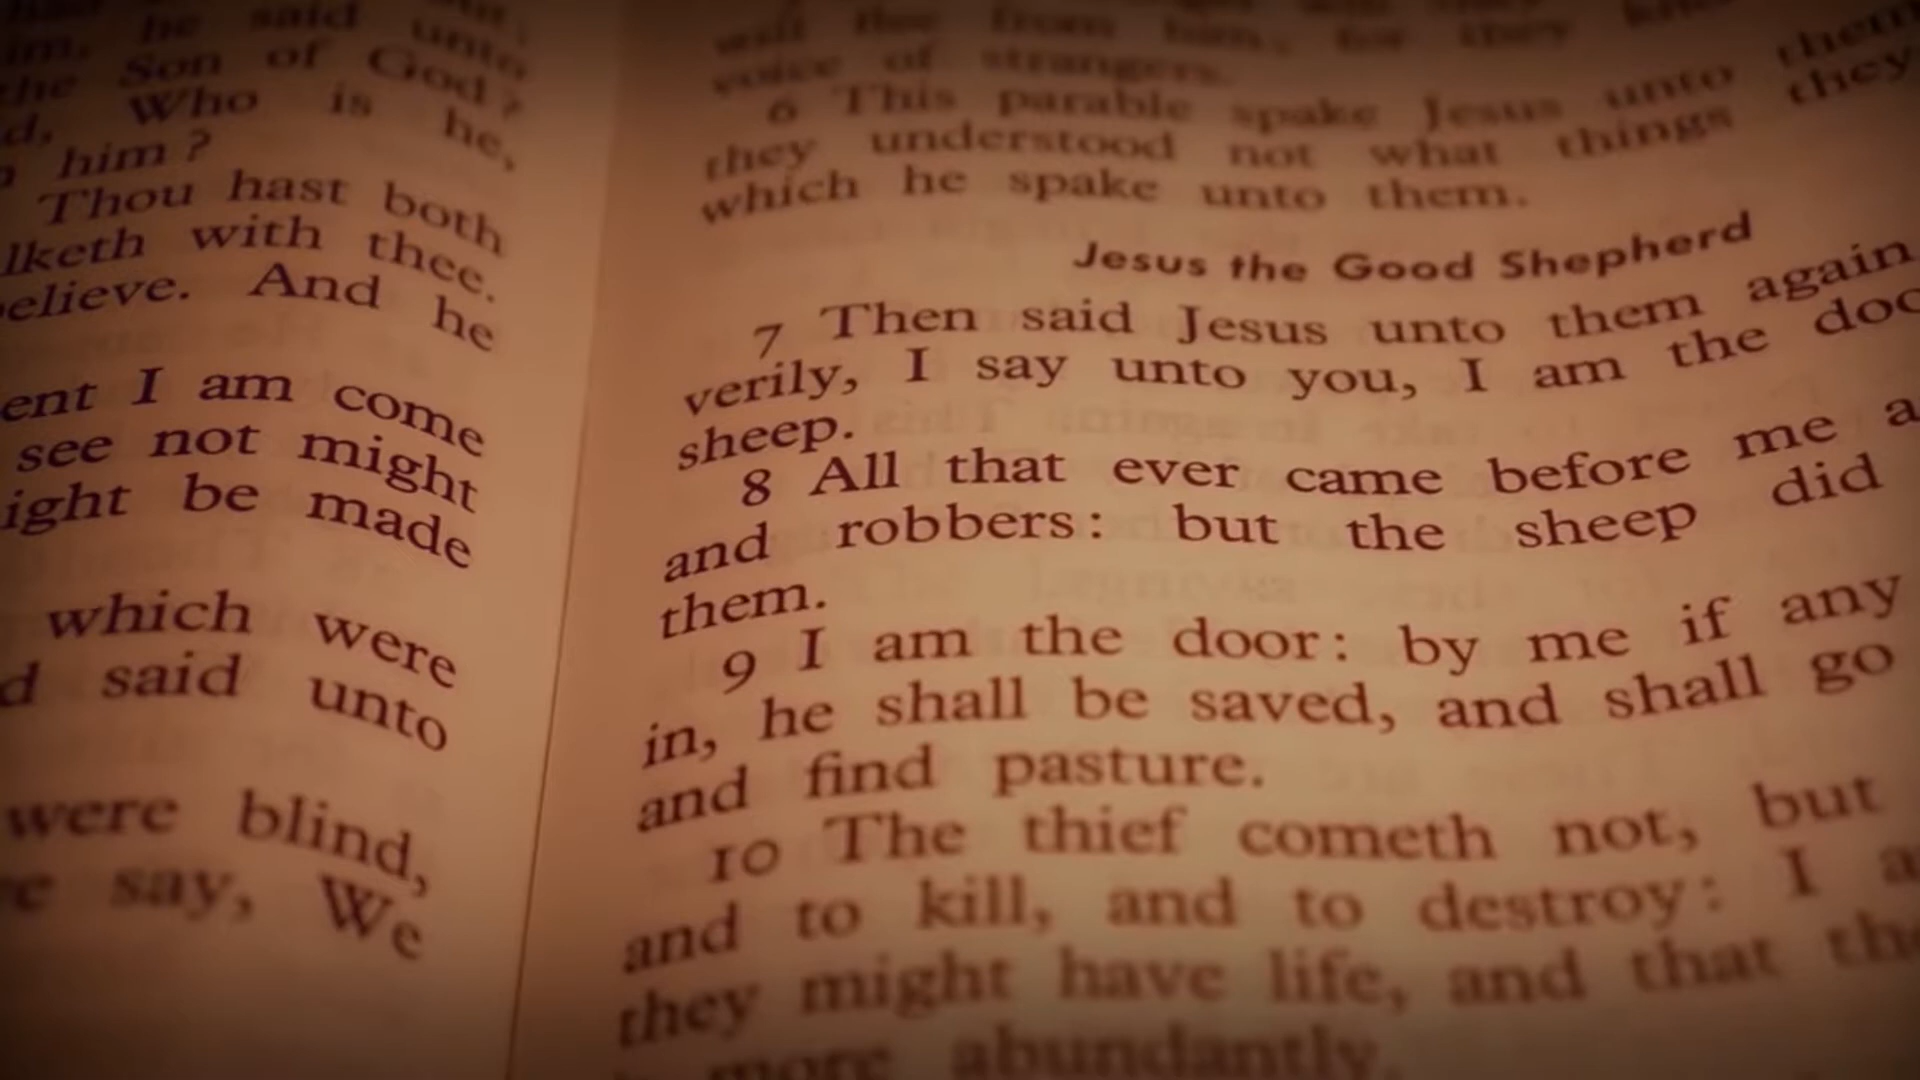 he said unto
the Son of God?
d, Who is he,
him?
Thou hast both
lketh with thee.
elieve. And he
ent I am come
see not might
ight be made
which were
d said unto
were blind,
e say, We
voice of strangers.
6 This parable spake Jesus unto them
they understood not what things they
which he spake unto them.
Jesus the Good Shepherd
7 Then said Jesus unto them again
verily, I say unto you, I am the doo
sheep.
8 All that ever came before me a
and robbers: but the sheep did
them.
9 I am the door: by me if any
in, he shall be saved, and shall go
and find pasture.
10 The thief cometh not, but
and to kill, and to destroy: I a
they might have life, and that the
more abundantly.